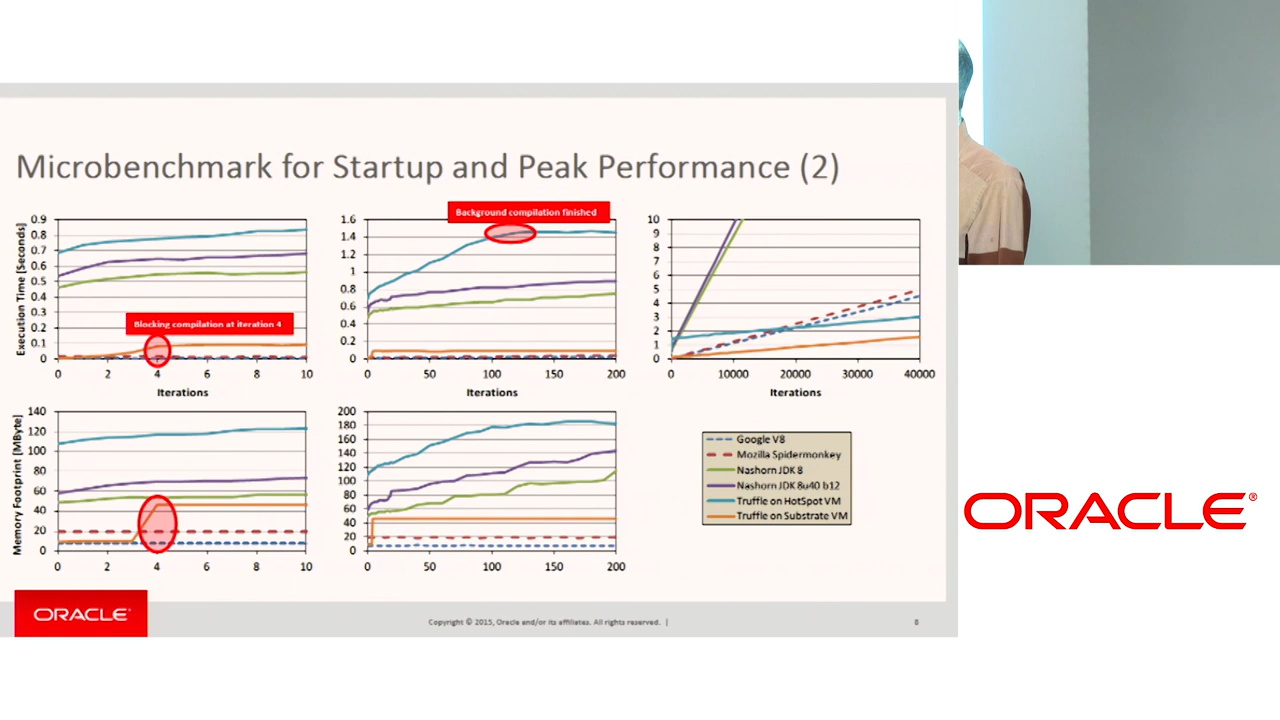 Microbenchmark for Startup and Peak Performance (2)
Execution Time [Seconds]
0.9
0.8
0.7
0.6
0.5
0.4
0.3
0.2
0.1
0
Blocking compilation at iteration 4
0 2 4 6 8 10
Iterations
Background compilation finished
1.6
1.4
1.2
1
0.8
0.6
0.4
0.2
0
0 50 100 150 200
Iterations
10
9
8
7
6
5
4
3
2
1
0
0 10000 20000 30000 40000
Iterations
Memory Footprint [MByte]
140
120
100
80
60
40
20
0
0 2 4 6 8 10
200
180
160
140
120
100
80
60
40
20
0
0 50 100 150 200
Google V8
Mozilla Spidermonkey
Nashorn JDK 8
Nashorn JDK 8u40 b12
Truffle on HotSpot VM
Truffle on Substrate VM
ORACLE®
Copyright © 2015, Oracle and/or its affiliates. All rights reserved. |
8
ORACLE®